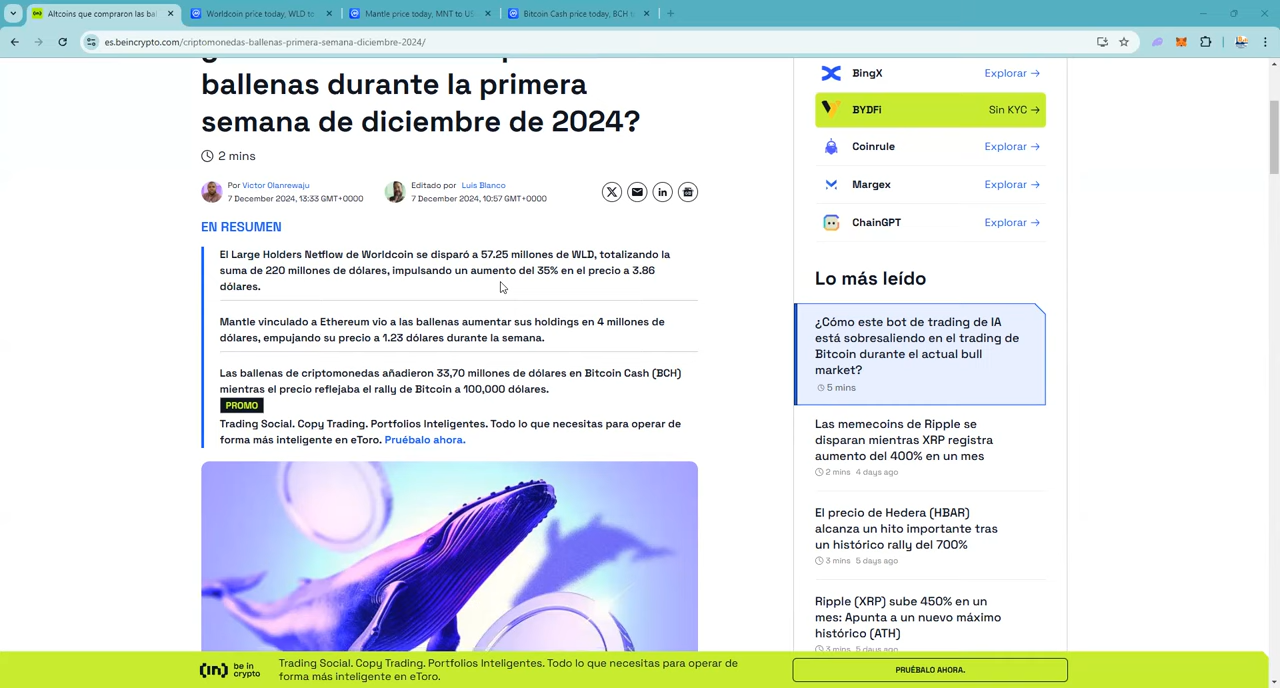 Altcoins que compraron las bal
Worldcoin price today, WLD to
Mantle price today, MNT to US
Bitcoin Cash price today, BCH t
es.beincrypto.com/criptomonedas-ballenas-primera-semana-diciembre-2024/
ballenas durante la primera
semana de diciembre de 2024?
2 mins
Por Victor Olanrewaju
7 December 2024, 13:33 GMT+0000
Editado por Luis Blanco
7 December 2024, 10:57 GMT+0000
EN RESUMEN
El Large Holders Netflow de Worldcoin se disparó a 57.25 millones de WLD, totalizando la
suma de 220 millones de dólares, impulsando un aumento del 35% en el precio a 3.86
dólares.
Mantle vinculado a Ethereum vio a las ballenas aumentar sus holdings en 4 millones de
dólares, empujando su precio a 1.23 dólares durante la semana.
Las ballenas de criptomonedas añadieron 33,70 millones de dólares en Bitcoin Cash (BCH)
mientras el precio reflejaba el rally de Bitcoin a 100,000 dólares.
PROMO
Trading Social. Copy Trading. Portfolios Inteligentes. Todo lo que necesitas para operar de
forma más inteligente en eToro. Pruébalo ahora.
BingX Explorar →
BYDFi Sin KYC →
Coinrule Explorar →
Margex Explorar →
ChainGPT Explorar →
Lo más leído
¿Cómo este bot de trading de IA
está sobresaliendo en el trading de
Bitcoin durante el actual bull
market?
5 mins
Las memecoins de Ripple se
disparan mientras XRP registra
aumento del 400% en un mes
2 mins 4 days ago
El precio de Hedera (HBAR)
alcanza un hito importante tras
un histórico rally del 700%
3 mins 5 days ago
Ripple (XRP) sube 450% en un
mes: Apunta a un nuevo máximo
histórico (ATH)
3 mins 5 days ago
(in) be in crypto
Trading Social. Copy Trading. Portfolios Inteligentes. Todo lo que necesitas para operar de
forma más inteligente en eToro.
PRUÉBALO AHORA.